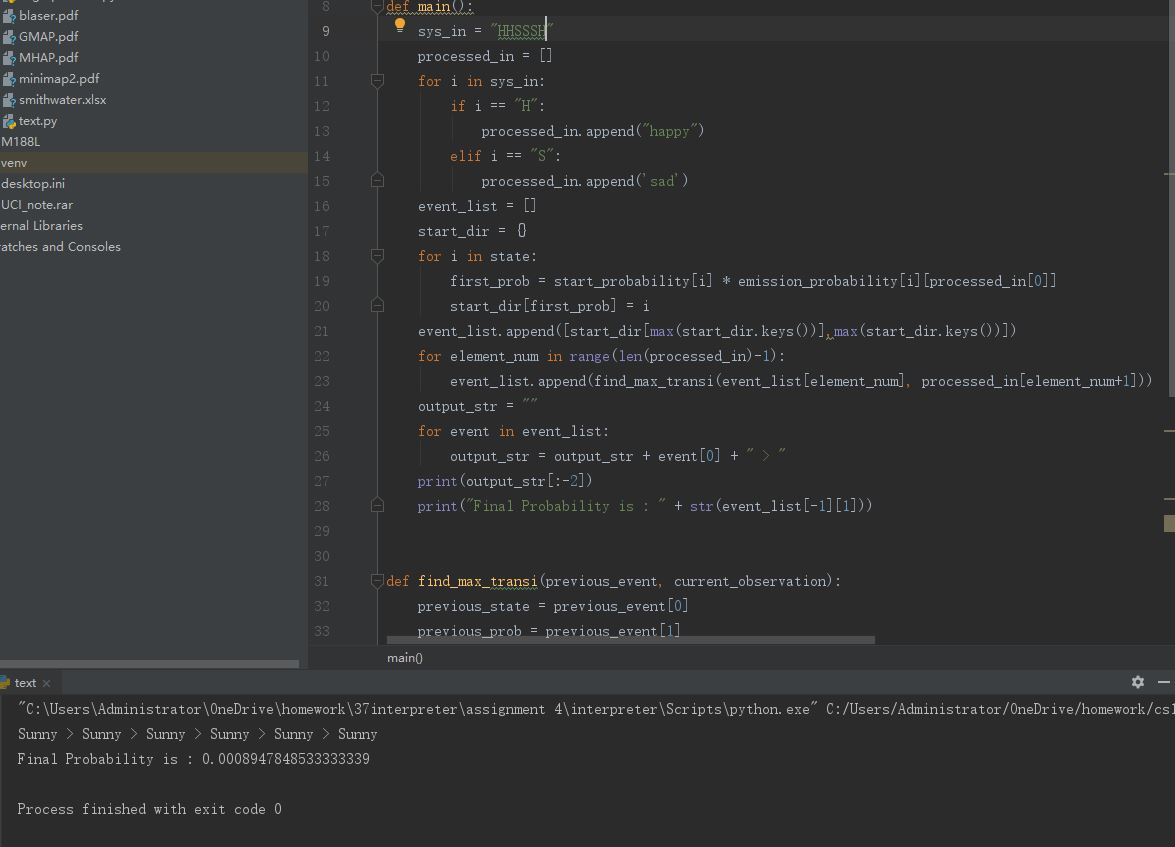 blaser.pdf
GMAP.pdf
MHAP.pdf
minimap2.pdf
smithwater.xlsx
text.py
M188L
venv
desktop.ini
UCI_note.rar
ernal Libraries
atches and Consoles
8 def main():
9 sys_in = "HHSSSH"
10 processed_in = []
11 for i in sys_in:
12 if i == "H":
13 processed_in.append("happy")
14 elif i == "S":
15 processed_in.append('sad')
16 event_list = []
17 start_dir = {}
18 for i in state:
19 first_prob = start_probability[i] * emission_probability[i][processed_in[0]]
20 start_dir[first_prob] = i
21 event_list.append([start_dir[max(start_dir.keys())],max(start_dir.keys())])
22 for element_num in range(len(processed_in)-1):
23 event_list.append(find_max_transi(event_list[element_num], processed_in[element_num+1]))
24 output_str = ""
25 for event in event_list:
26 output_str = output_str + event[0] + " > "
27 print(output_str[:-2])
28 print("Final Probability is : " + str(event_list[-1][1]))
29
30
31 def find_max_transi(previous_event, current_observation):
32 previous_state = previous_event[0]
33 previous_prob = previous_event[1]
main()
text
"C:\Users\Administrator\OneDrive\homework\37interpreter\assignment 4\interpreter\Scripts\python.exe" C:/Users/Administrator/OneDrive/homework/cs1
Sunny > Sunny > Sunny > Sunny > Sunny > Sunny
Final Probability is : 0.0008947848533333339
Process finished with exit code 0